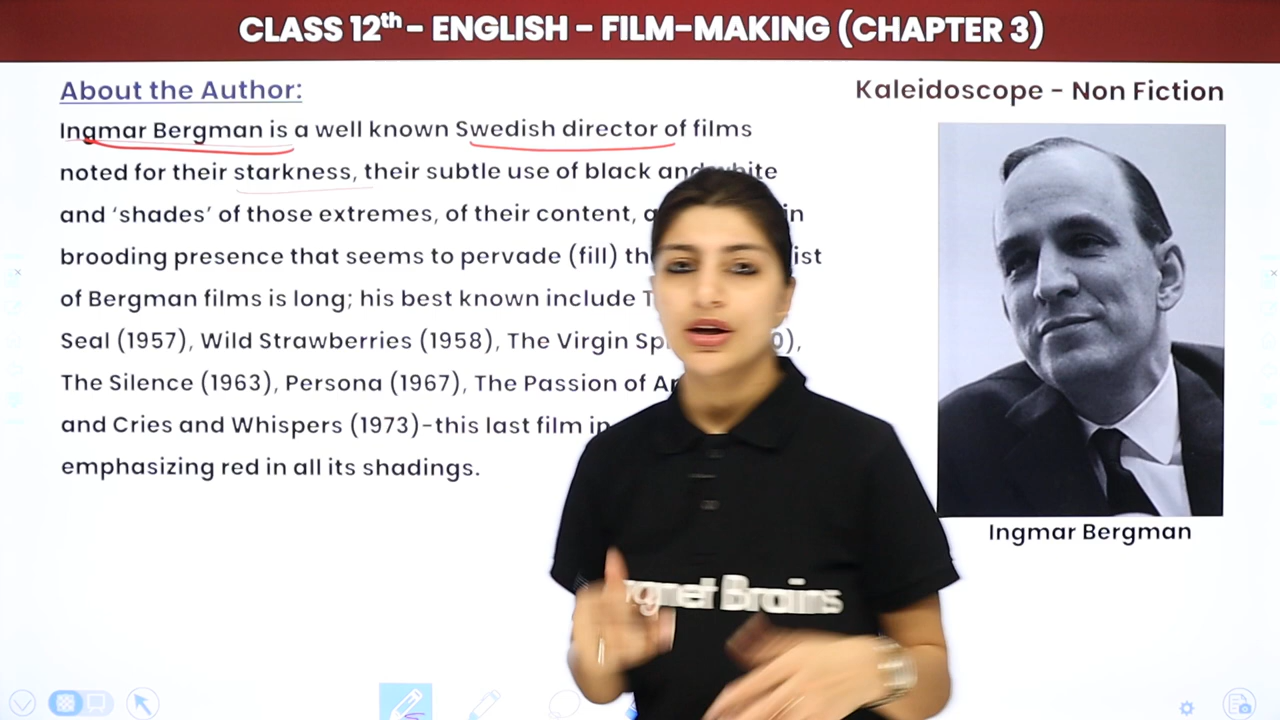 CLASS 12th - ENGLISH - FILM-MAKING (CHAPTER 3)
About the Author:
Kaleidoscope - Non Fiction
Ingmar Bergman is a well known Swedish director of films
noted for their starkness, their subtle use of black and white
and ‘shades’ of those extremes, of their content, in
brooding presence that seems to pervade (fill)
of Bergman films is long; his best known include
Seal (1957), Wild Strawberries (1958), The Virgin
The Silence (1963), Persona (1967), The Passion of
and Cries and Whispers (1973)-this last film
emphasizing red in all its shadings.
Ingmar Bergman
Brains